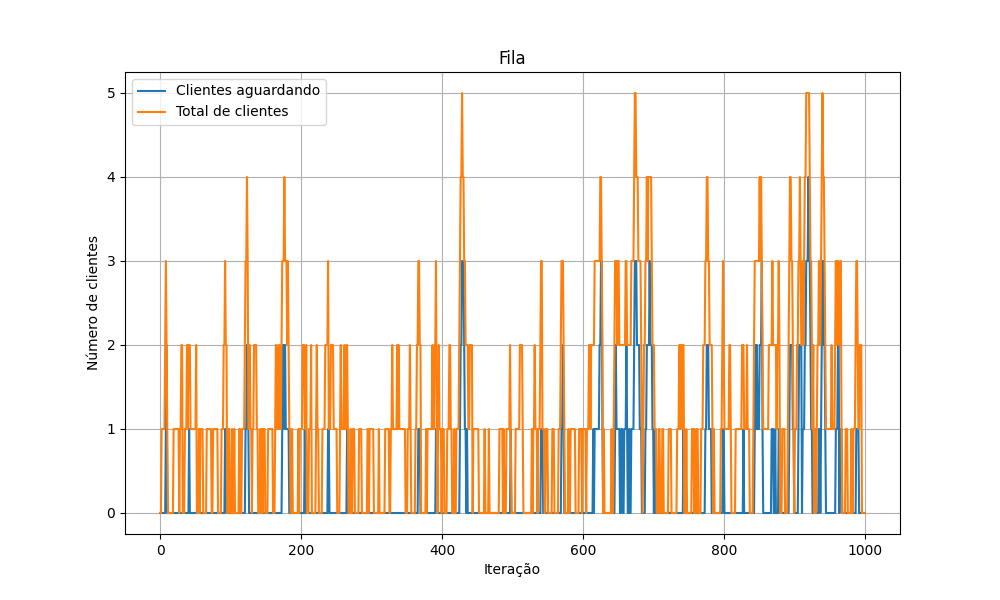 Fila
Clientes aguardando
Total de clientes
Número de clientes
5
4
3
2
1
0
0
200
400
600
800
1000
Iteração